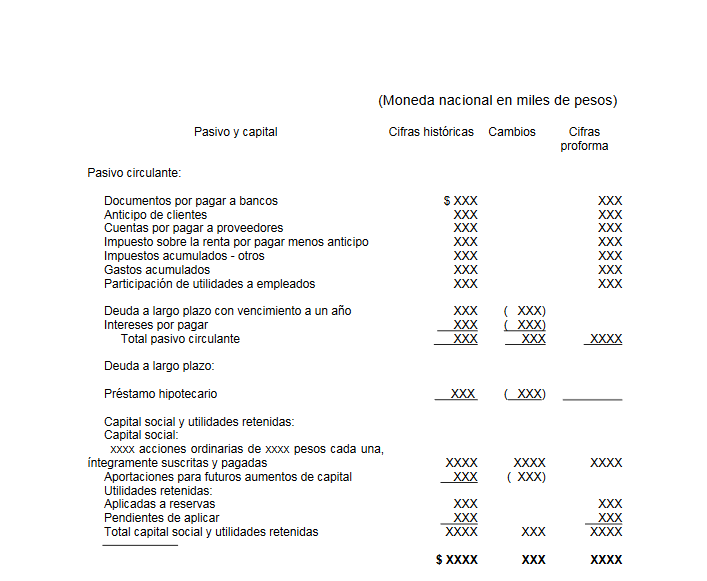 (Moneda nacional en miles de pesos)
Pasivo y capital Cifras históricas Cambios Cifras
proforma
Pasivo circulante:
Documentos por pagar a bancos $ XXX XXX
Anticipo de clientes XXX XXX
Cuentas por pagar a proveedores XXX XXX
Impuesto sobre la renta por pagar menos anticipo XXX XXX
Impuestos acumulados - otros XXX XXX
Gastos acumulados XXX XXX
Participación de utilidades a empleados XXX XXX
Deuda a largo plazo con vencimiento a un año XXX ( XXX)
Intereses por pagar XXX ( XXX)
Total pasivo circulante XXX XXX XXXX
Deuda a largo plazo:
Préstamo hipotecario XXX ( XXX)
Capital social y utilidades retenidas:
Capital social:
xxxx acciones ordinarias de xxxx pesos cada una,
íntegramente suscritas y pagadas XXXX XXXX XXXX
Aportaciones para futuros aumentos de capital XXX ( XXX)
Utilidades retenidas:
Aplicadas a reservas XXX XXX
Pendientes de aplicar XXX XXX
Total capital social y utilidades retenidas XXXX XXX XXXX
$ XXXX XXX XXXX